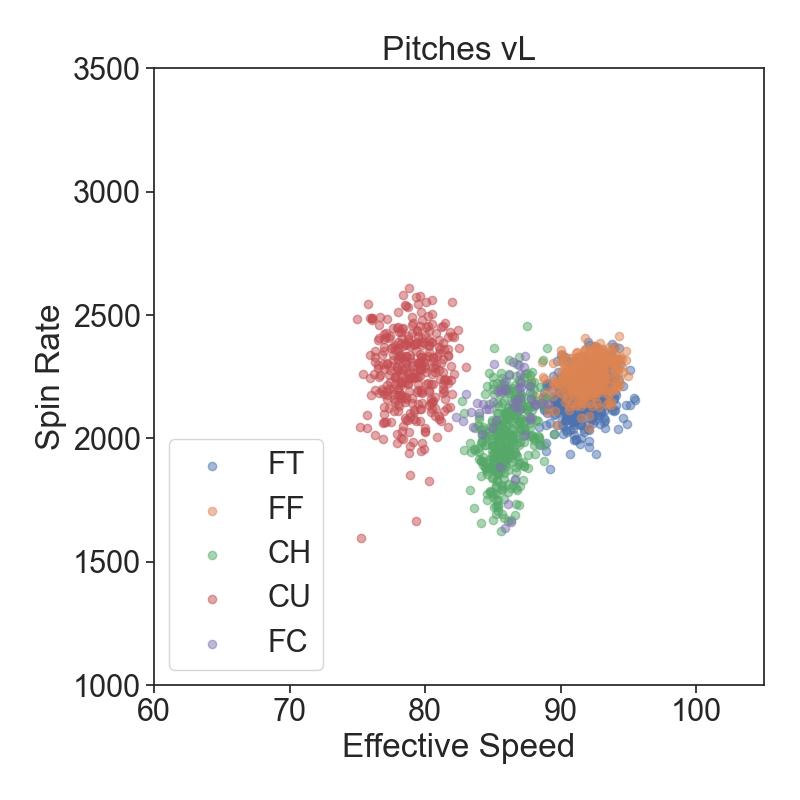 Pitches vL
3500
3000
2500
2000
1500
1000
Spin Rate
FT
FF
CH
CU
FC
60 70 80 90 100
Effective Speed